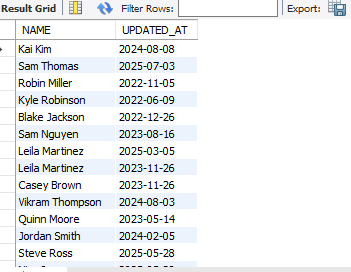 Result Grid Filter Rows: Export:
NAME UPDATED_AT
Kai Kim 2024-08-08
Sam Thomas 2025-07-03
Robin Miller 2022-11-05
Kyle Robinson 2022-06-09
Blake Jackson 2022-12-26
Sam Nguyen 2023-08-16
Leila Martinez 2025-03-05
Leila Martinez 2023-11-26
Casey Brown 2023-11-26
Vikram Thompson 2024-08-03
Quinn Moore 2023-05-14
Jordan Smith 2024-02-05
Steve Ross 2025-05-28